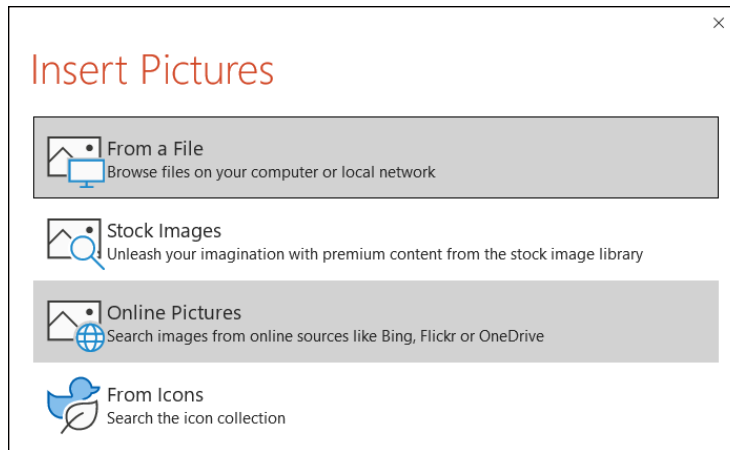 Insert Pictures
From a File
Browse files on your computer or local network
Stock Images
Unleash your imagination with premium content from the stock image library
Online Pictures
Search images from online sources like Bing, Flickr or OneDrive
From Icons
Search the icon collection